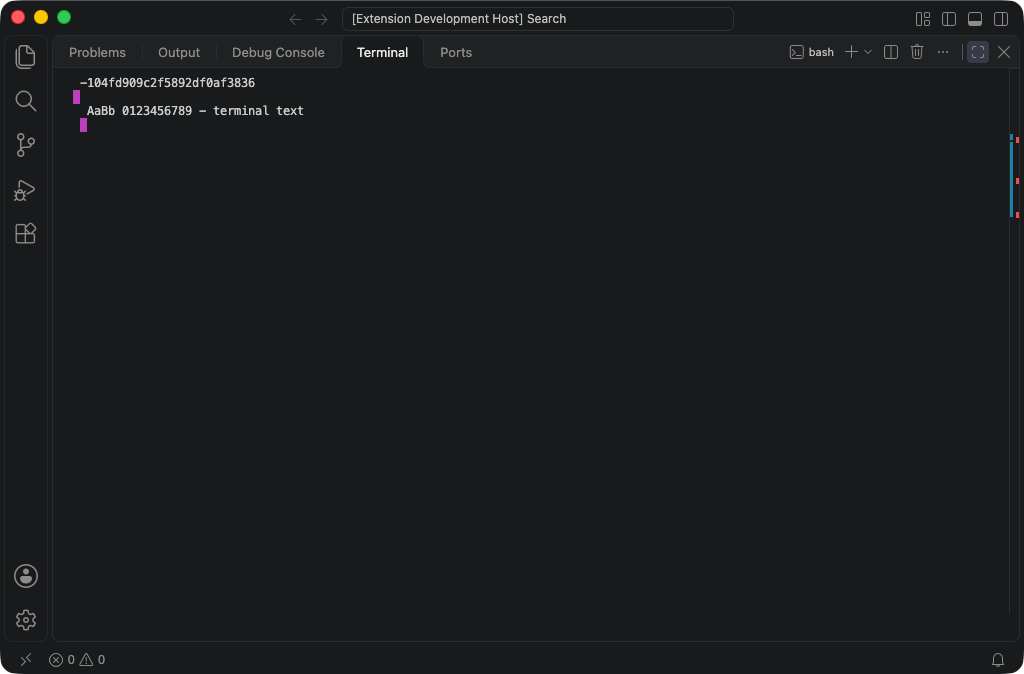 [Extension Development Host] Search
Problems
Output
Debug Console
Terminal
Ports
bash
-104fd909c2f5892df0af3836
AaBb 0123456789 - terminal text
0
0